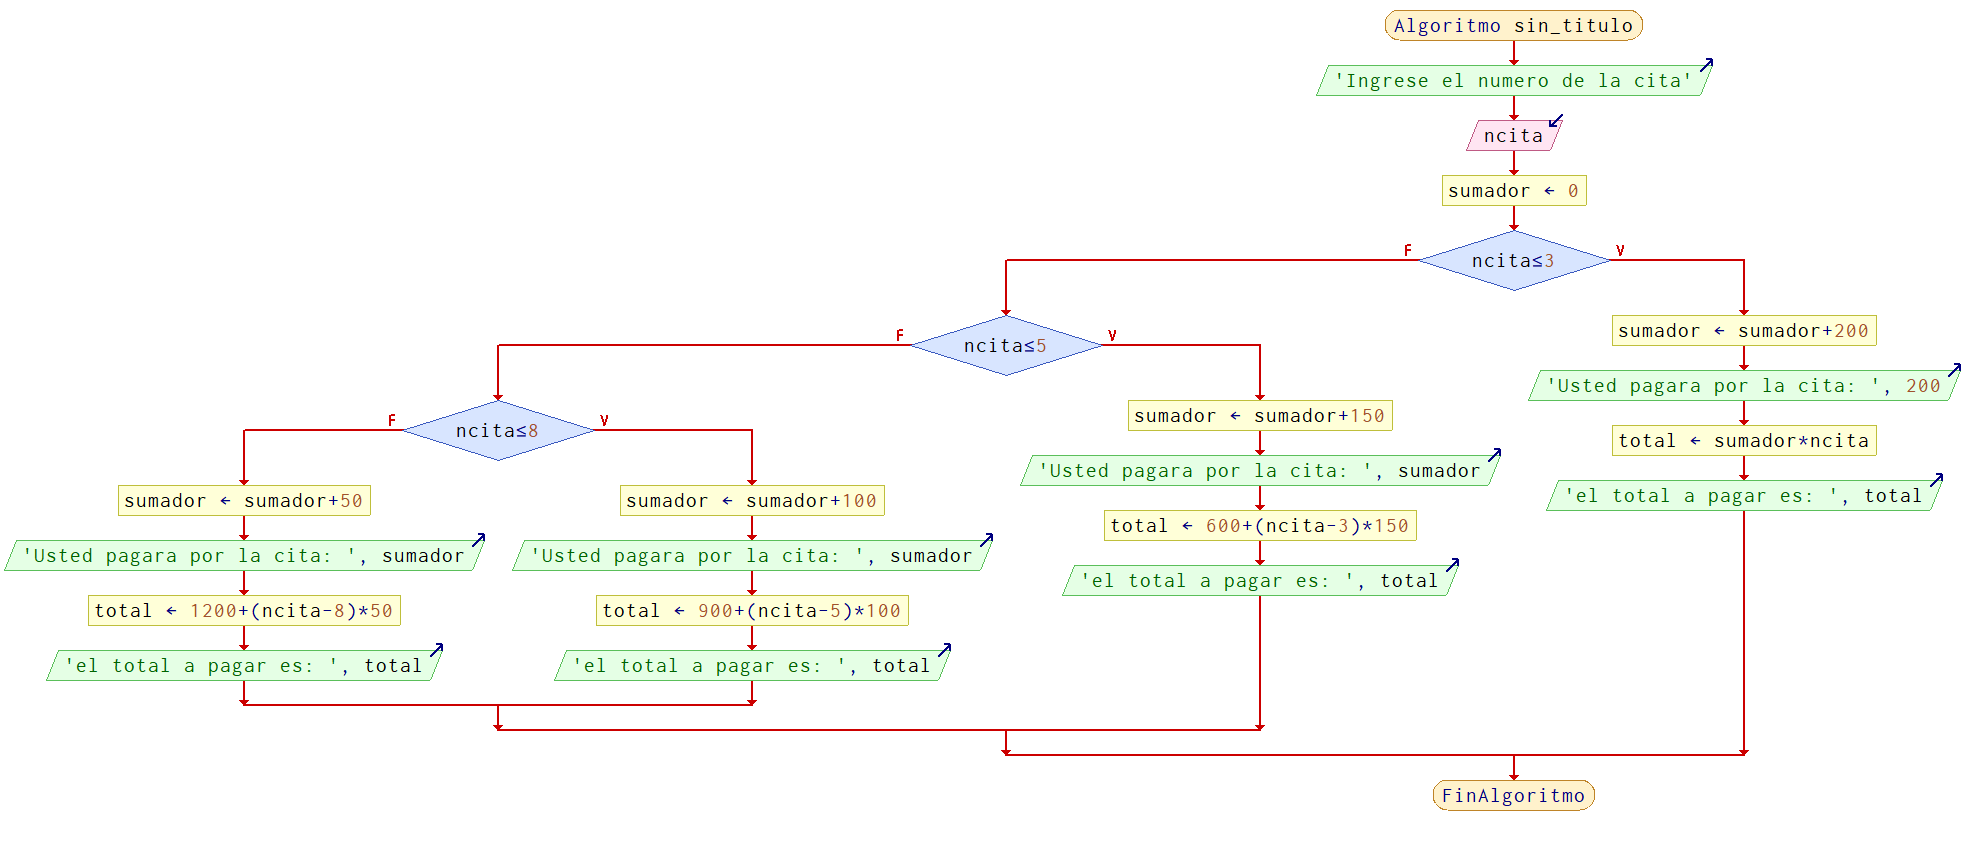 Algoritmo sin_titulo
'Ingrese el numero de la cita'
ncita
sumador ← 0
F
ncita≤3
V
F
ncita≤5
V
sumador ← sumador+200
'Usted pagara por la cita: ', 200
total ← sumador*ncita
'el total a pagar es: ', total
F
ncita≤8
V
sumador ← sumador+150
'Usted pagara por la cita: ', sumador
total ← 600+(ncita-3)*150
'el total a pagar es: ', total
sumador ← sumador+50
'Usted pagara por la cita: ', sumador
total ← 1200+(ncita-8)*50
'el total a pagar es: ', total
sumador ← sumador+100
'Usted pagara por la cita: ', sumador
total ← 900+(ncita-5)*100
'el total a pagar es: ', total
FinAlgoritmo